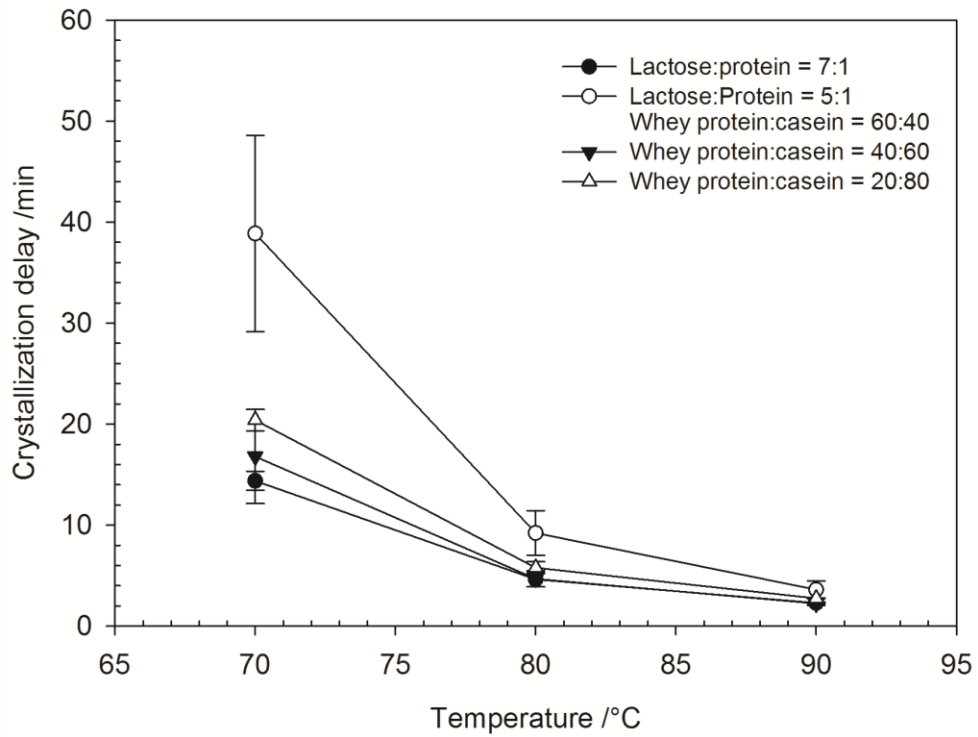 60
50
40
30
20
10
0
Crystallization delay /min
Lactose:protein = 7:1
Lactose:Protein = 5:1
Whey protein:casein = 60:40
Whey protein:casein = 40:60
Whey protein:casein = 20:80
65 70 75 80 85 90 95
Temperature /°C